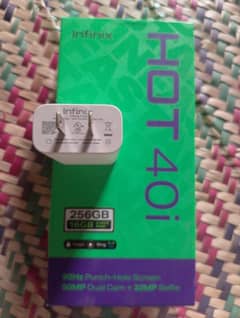 Infinix
Infinix
HOT 40i
256GB
16GB
90Hz Punch-Hole Screen
50MP Dual Cam + 32MP Selfie